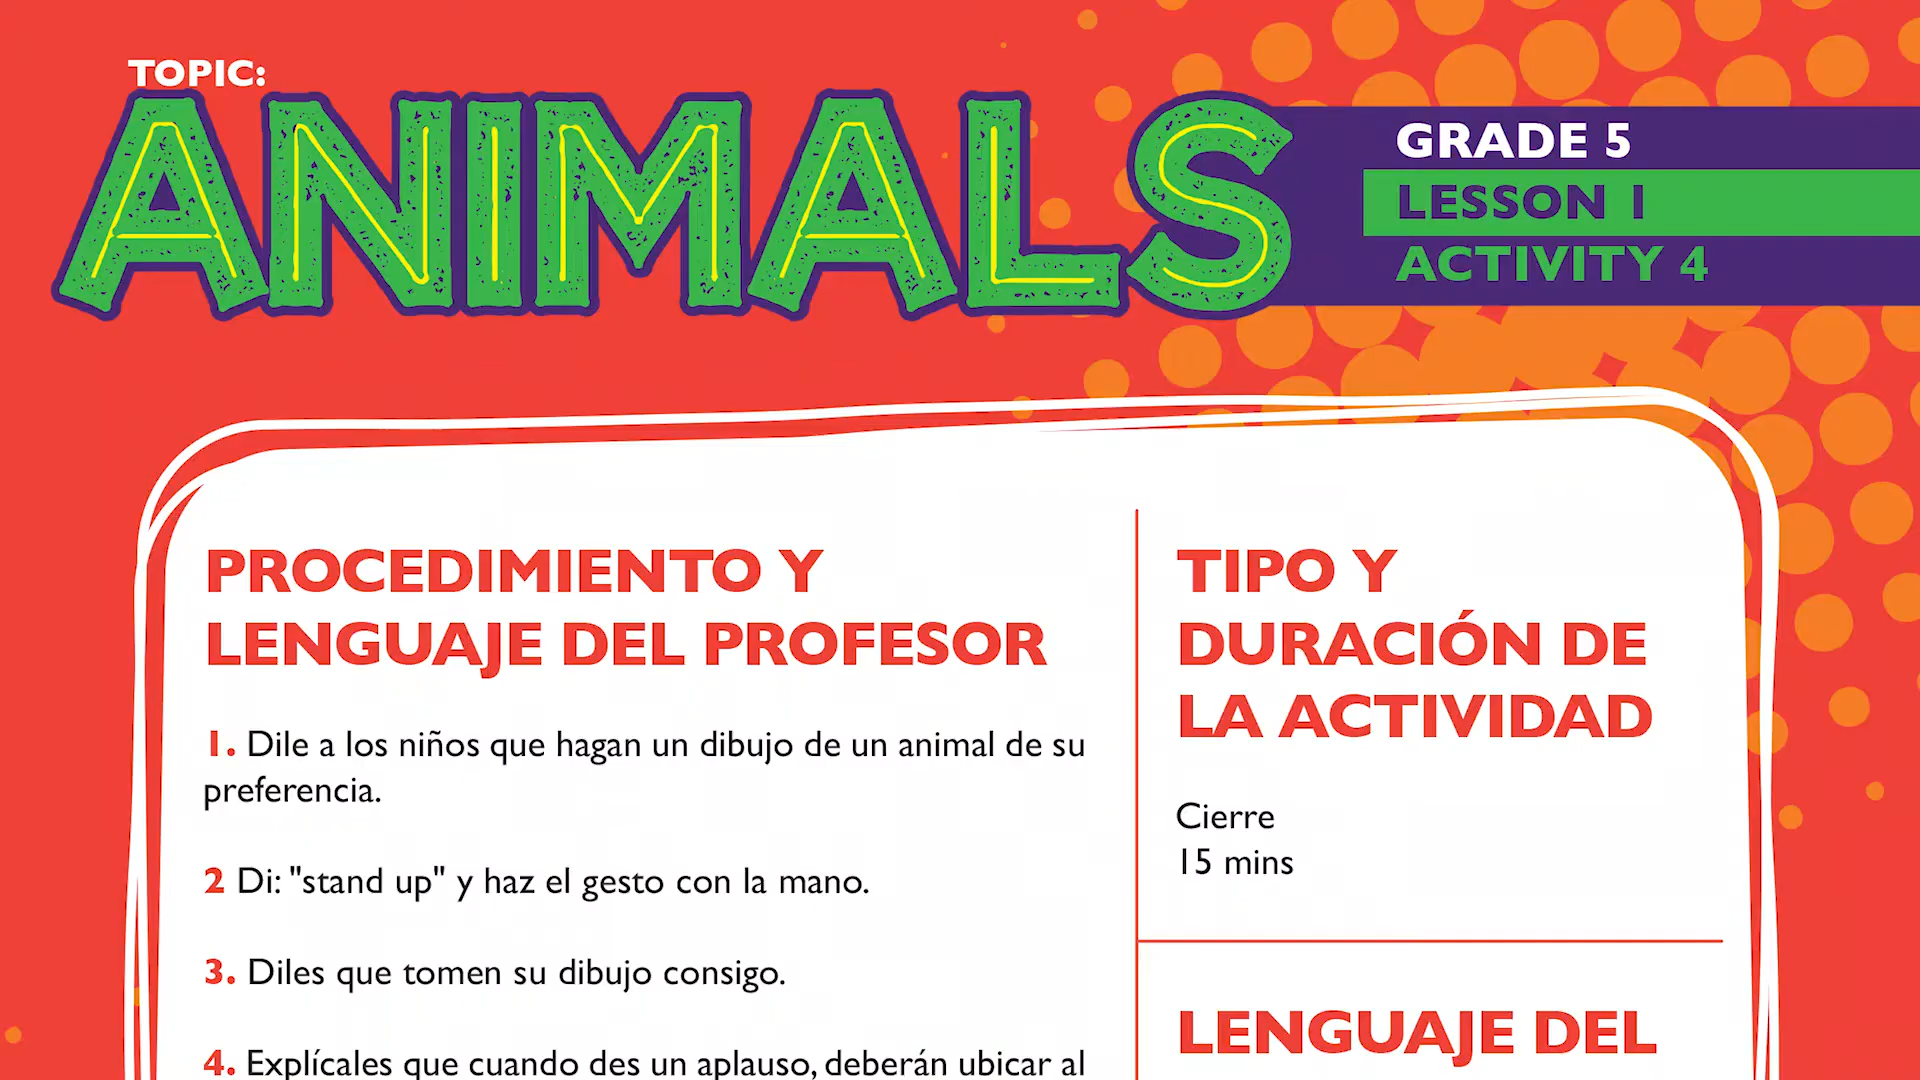 TOPIC:
ANIMALS
GRADE 5
LESSON 1
ACTIVITY 4
PROCEDIMIENTO Y
LENGUAJE DEL PROFESOR
1. Dile a los niños que hagan un dibujo de un animal de su
preferencia.
2 Di: "stand up" y haz el gesto con la mano.
3. Diles que tomen su dibujo consigo.
4. Explícales que cuando des un aplauso, deberán ubicar al
TIPO Y
DURACIÓN DE
LA ACTIVIDAD
Cierre
15 mins
LENGUAJE DEL